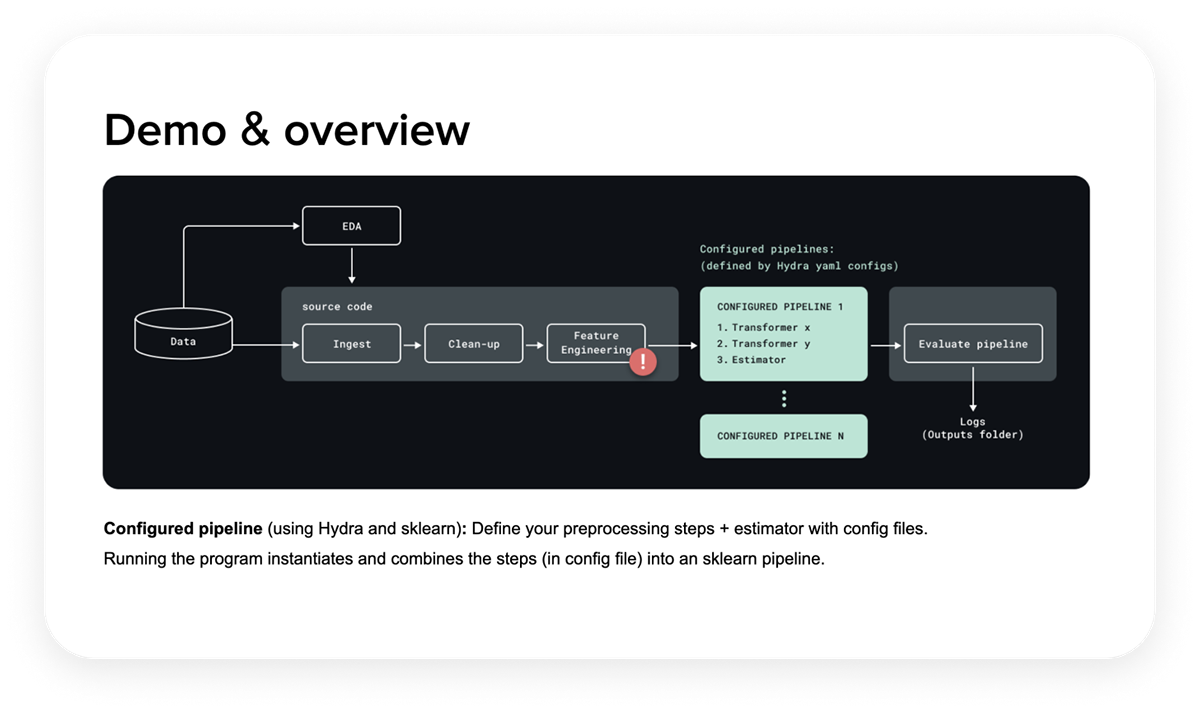 Demo & overview
EDA
Configured pipelines:
(defined by Hydra yaml configs)
source code
Data
Ingest
Clean-up
Feature
Engineering
!
CONFIGURED PIPELINE 1
1. Transformer x
2. Transformer y
3. Estimator
Evaluate pipeline
Logs
(Outputs folder)
CONFIGURED PIPELINE N
Configured pipeline (using Hydra and sklearn): Define your preprocessing steps + estimator with config files.
Running the program instantiates and combines the steps (in config file) into an sklearn pipeline.